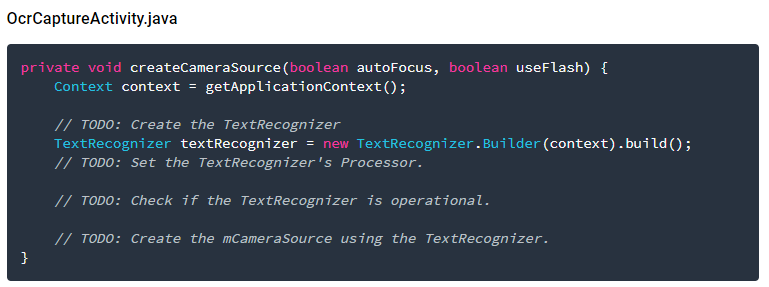 OcrCaptureActivity.java
private void createCameraSource(boolean autoFocus, boolean useFlash) {
    Context context = getApplicationContext();

    // TODO: Create the TextRecognizer
    TextRecognizer textRecognizer = new TextRecognizer.Builder(context).build();
    // TODO: Set the TextRecognizer's Processor.

    // TODO: Check if the TextRecognizer is operational.

    // TODO: Create the mCameraSource using the TextRecognizer.
}